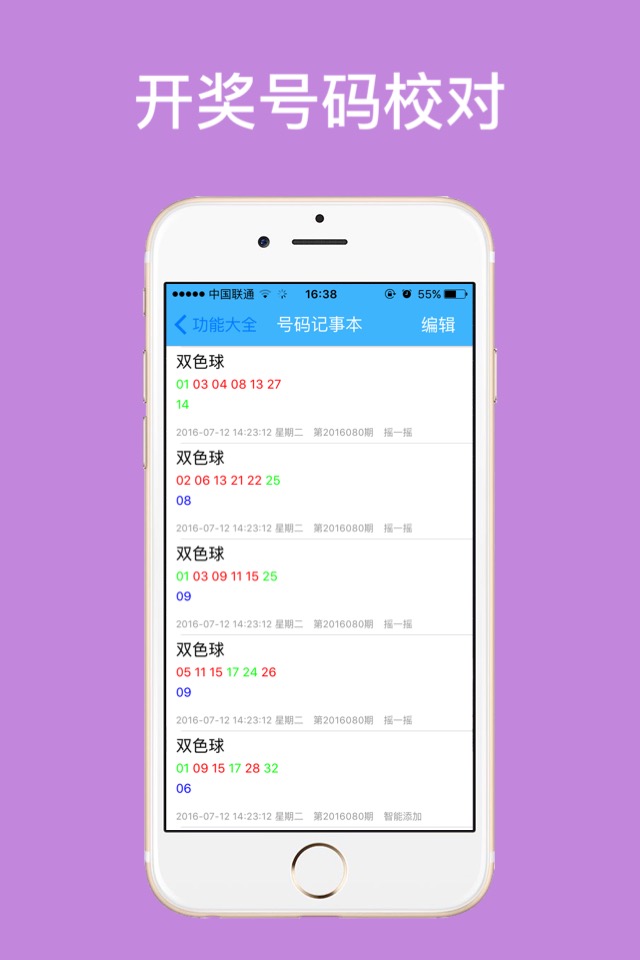 开奖号码校对
中国联通 16:38 55%
功能大全 号码记事本 编辑
双色球
01 03 04 08 13 27
14
2016-07-12 14:23:12 星期二 第2016080期 摇一摇
双色球
02 06 13 21 22 25
08
2016-07-12 14:23:12 星期二 第2016080期 摇一摇
双色球
01 03 09 11 15 25
09
2016-07-12 14:23:12 星期二 第2016080期 摇一摇
双色球
05 11 15 17 24 26
09
2016-07-12 14:23:12 星期二 第2016080期 摇一摇
双色球
01 09 15 17 28 32
06
2016-07-12 14:23:12 星期二 第2016080期 智能添加